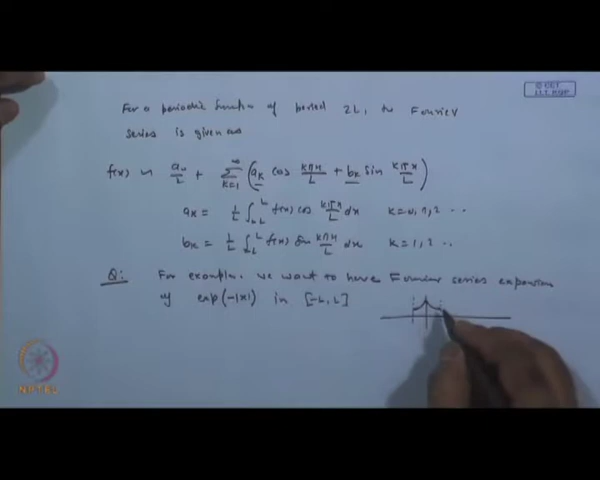 © CET
I.I.T. KGP
For a periodic function of period 2L, the Fourier
series is given as
f(x) ~ a₀/2 + ∑_{k=1}^{∞} (a_k cos kπx/L + b_k sin kπx/L)
a_k = 1/L ∫_{-L}^{L} f(x) cos kπx/L dx k=0,1,2 ...
b_k = 1/L ∫_{-L}^{L} f(x) sin kπx/L dx k=1,2 ..
Q: For example, we want to have Fourier series expansion
of exp(-|x|) in [-L, L]
NPTEL